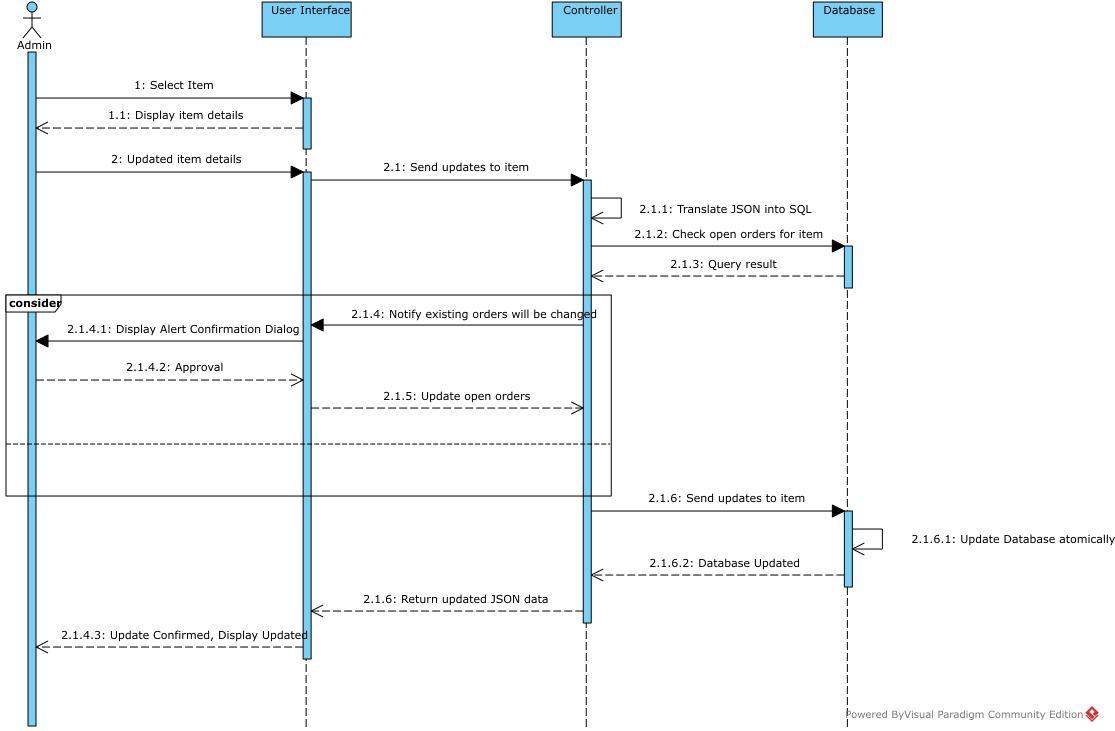 User Interface
Controller
Database
Admin
1: Select Item
1.1: Display item details
2: Updated item details
2.1: Send updates to item
2.1.1: Translate JSON into SQL
2.1.2: Check open orders for item
2.1.3: Query result
consider
2.1.4: Notify existing orders will be changed
2.1.4.1: Display Alert Confirmation Dialog
2.1.4.2: Approval
2.1.5: Update open orders
2.1.6: Send updates to item
2.1.6.1: Update Database atomically
2.1.6.2: Database Updated
2.1.6: Return updated JSON data
2.1.4.3: Update Confirmed, Display Updated
Powered ByVisual Paradigm Community Edition